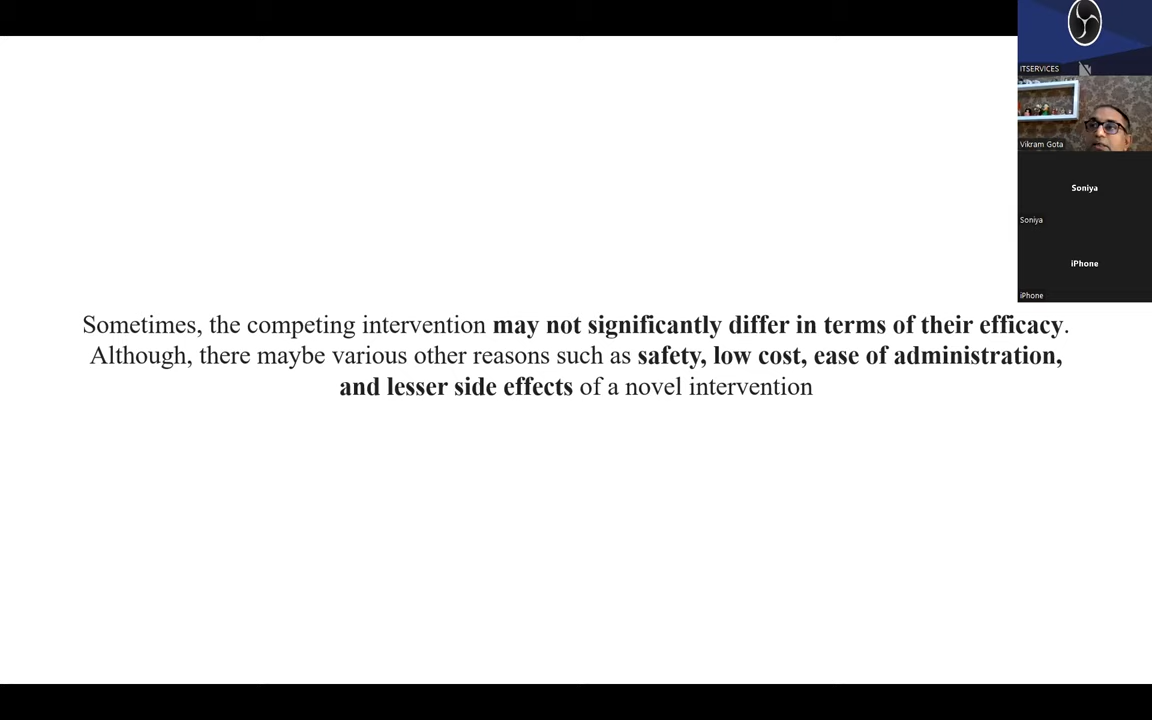 ITSERVICES
Vikram Gota
Soniya
Soniya
iPhone
iPhone
Sometimes, the competing intervention may not significantly differ in terms of their efficacy.
Although, there maybe various other reasons such as safety, low cost, ease of administration,
and lesser side effects of a novel intervention